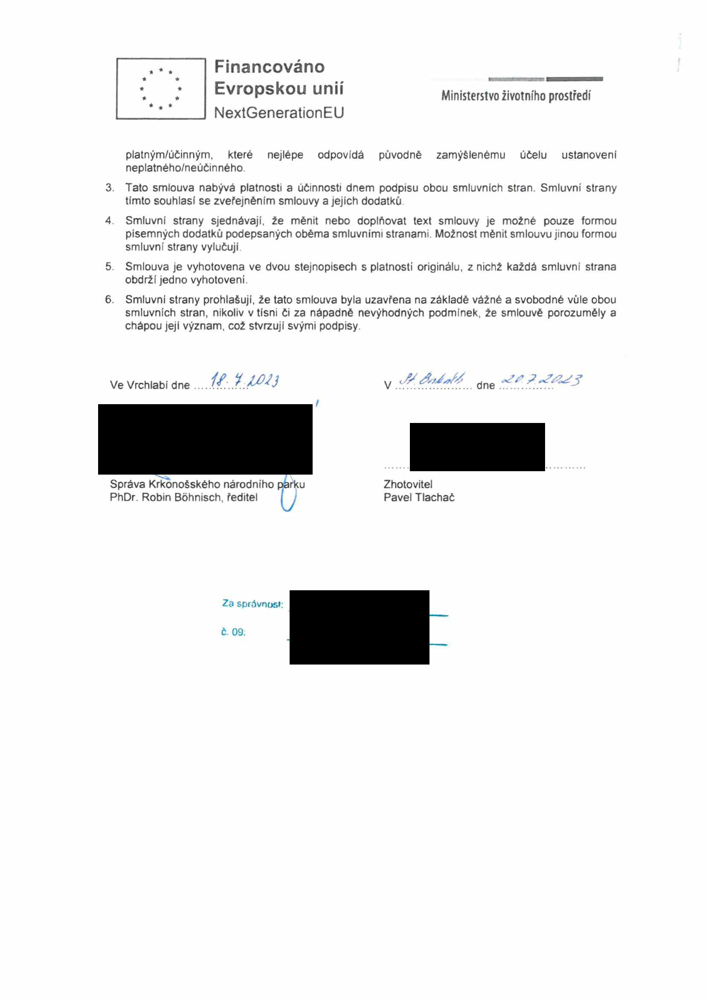 Financováno
Evropskou unií
NextGenerationEU
Ministerstvo životního prostředí
platným/účinným, které nejlépe odpovídá původně zamýšlenému účelu ustanovení
neplatného/neúčinného.
3. Tato smlouva nabývá platnosti a účinnosti dnem podpisu obou smluvních stran. Smluvní strany
tímto souhlasí se zveřejněním smlouvy a jejích dodatků.
4. Smluvní strany sjednávají, že měnit nebo doplňovat text smlouvy je možné pouze formou
písemných dodatků podepsaných oběma smluvními stranami. Možnost měnit smlouvu jinou formou
smluvní strany vylučují.
5. Smlouva je vyhotovena ve dvou stejnopisech s platností originálu, z nichž každá smluvní strana
obdrží jedno vyhotovení.
6. Smluvní strany prohlašují, že tato smlouva byla uzavřena na základě vážné a svobodné vůle obou
smluvních stran, nikoliv v tísni či za nápadně nevýhodných podmínek, že smlouvě porozuměly a
chápou její význam, což stvrzují svými podpisy.
Ve Vrchlabí dne 18.7.2023
V St. dne 20.7.2023
Správa Krkonošského národního parku
PhDr. Robin Böhnisch, ředitel
Zhotovitel
Pavel Tlachač
Za správnost:
č. 09: